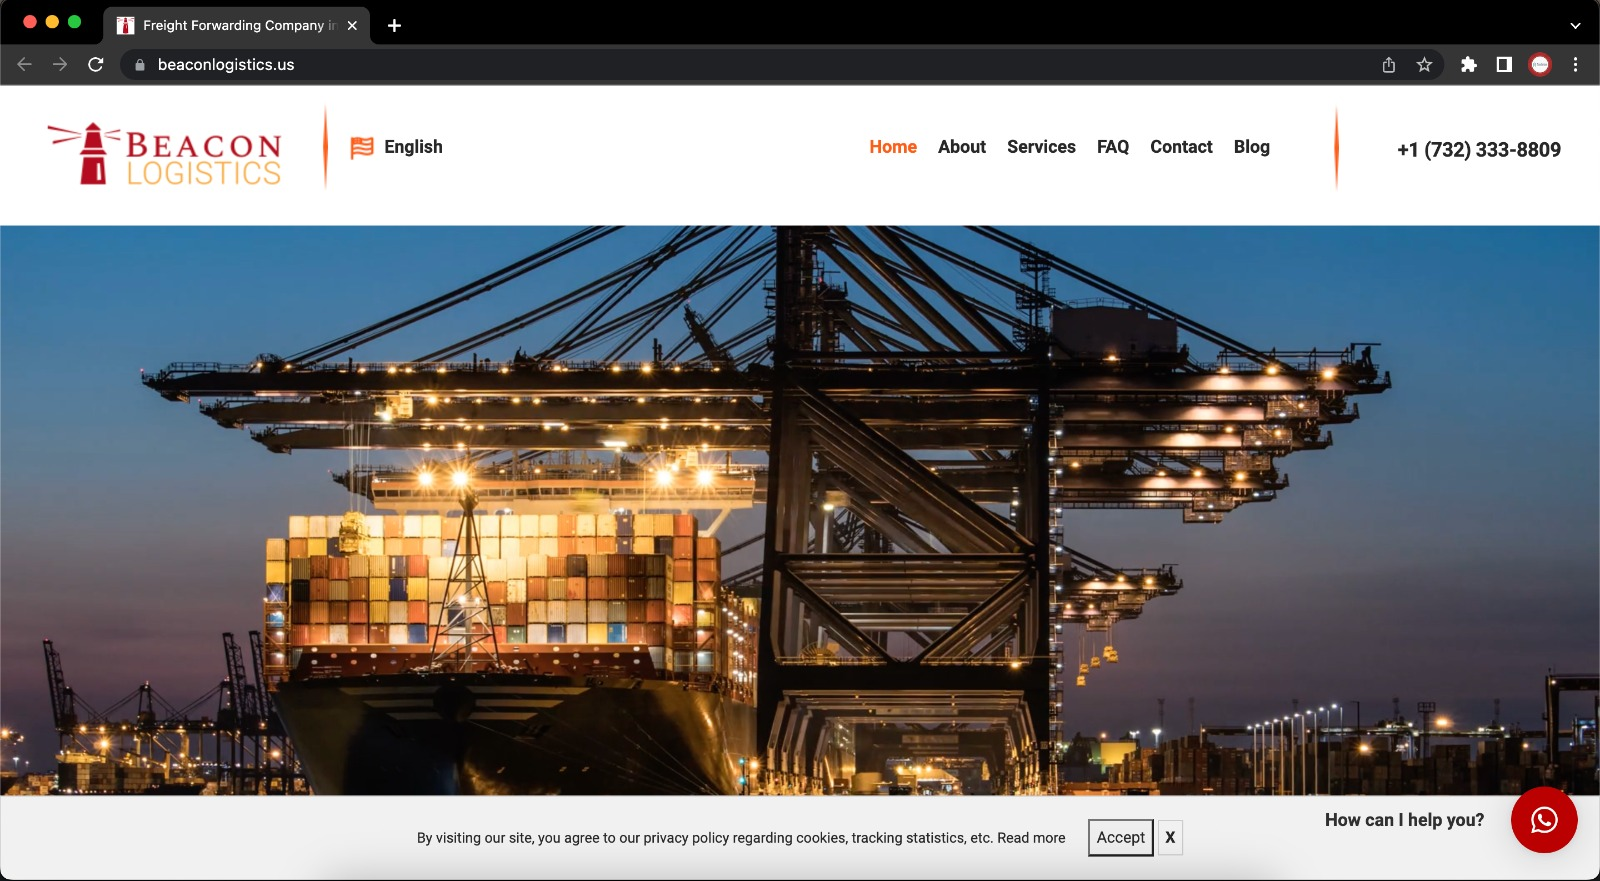 Freight Forwarding Company in
beaconlogistics.us
BEACON
LOGISTICS
English
Home About Services FAQ Contact Blog
+1 (732) 333-8809
By visiting our site, you agree to our privacy policy regarding cookies, tracking statistics, etc. Read more
Accept
X
How can I help you?